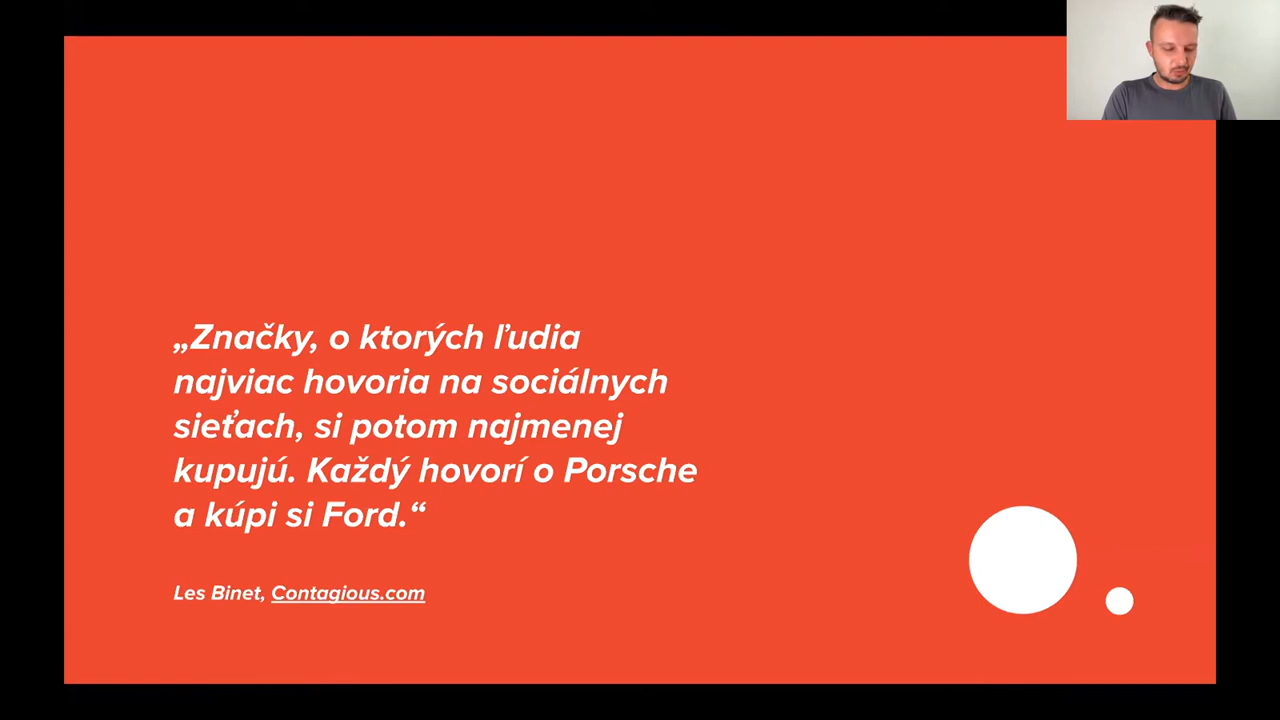 „Značky, o ktorých ľudia
najviac hovoria na sociálnych
sieťach, si potom najmenej
kupujú. Každý hovorí o Porsche
a kúpi si Ford.“
Les Binet, Contagious.com